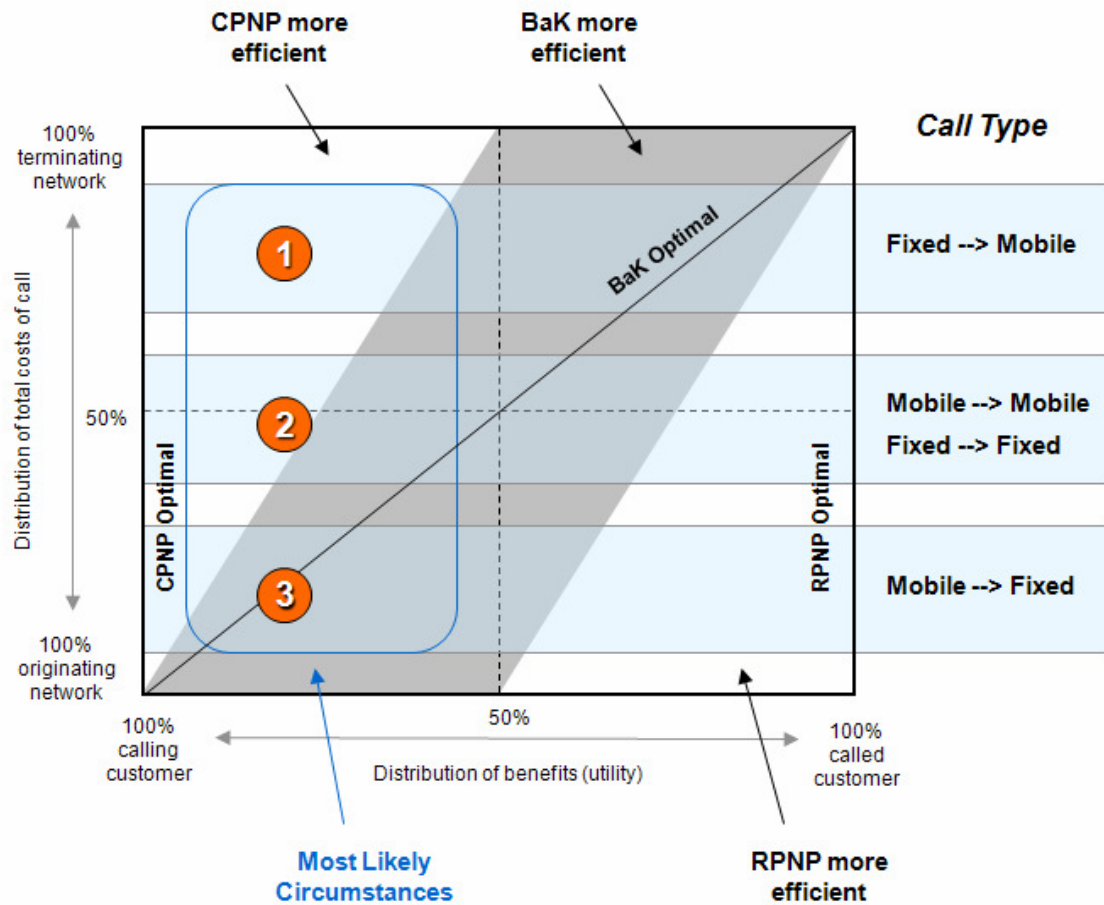 CPNP more
efficient
BaK more
efficient
Call Type
100%
terminating
network
Distribution of total costs of call
50%
100%
originating
network
1
2
3
BaK Optimal
CPNP Optimal
RPNP Optimal
Fixed --> Mobile
Mobile --> Mobile
Fixed --> Fixed
Mobile --> Fixed
100%
calling
customer
50%
100%
called
customer
Distribution of benefits (utility)
Most Likely
Circumstances
RPNP more
efficient